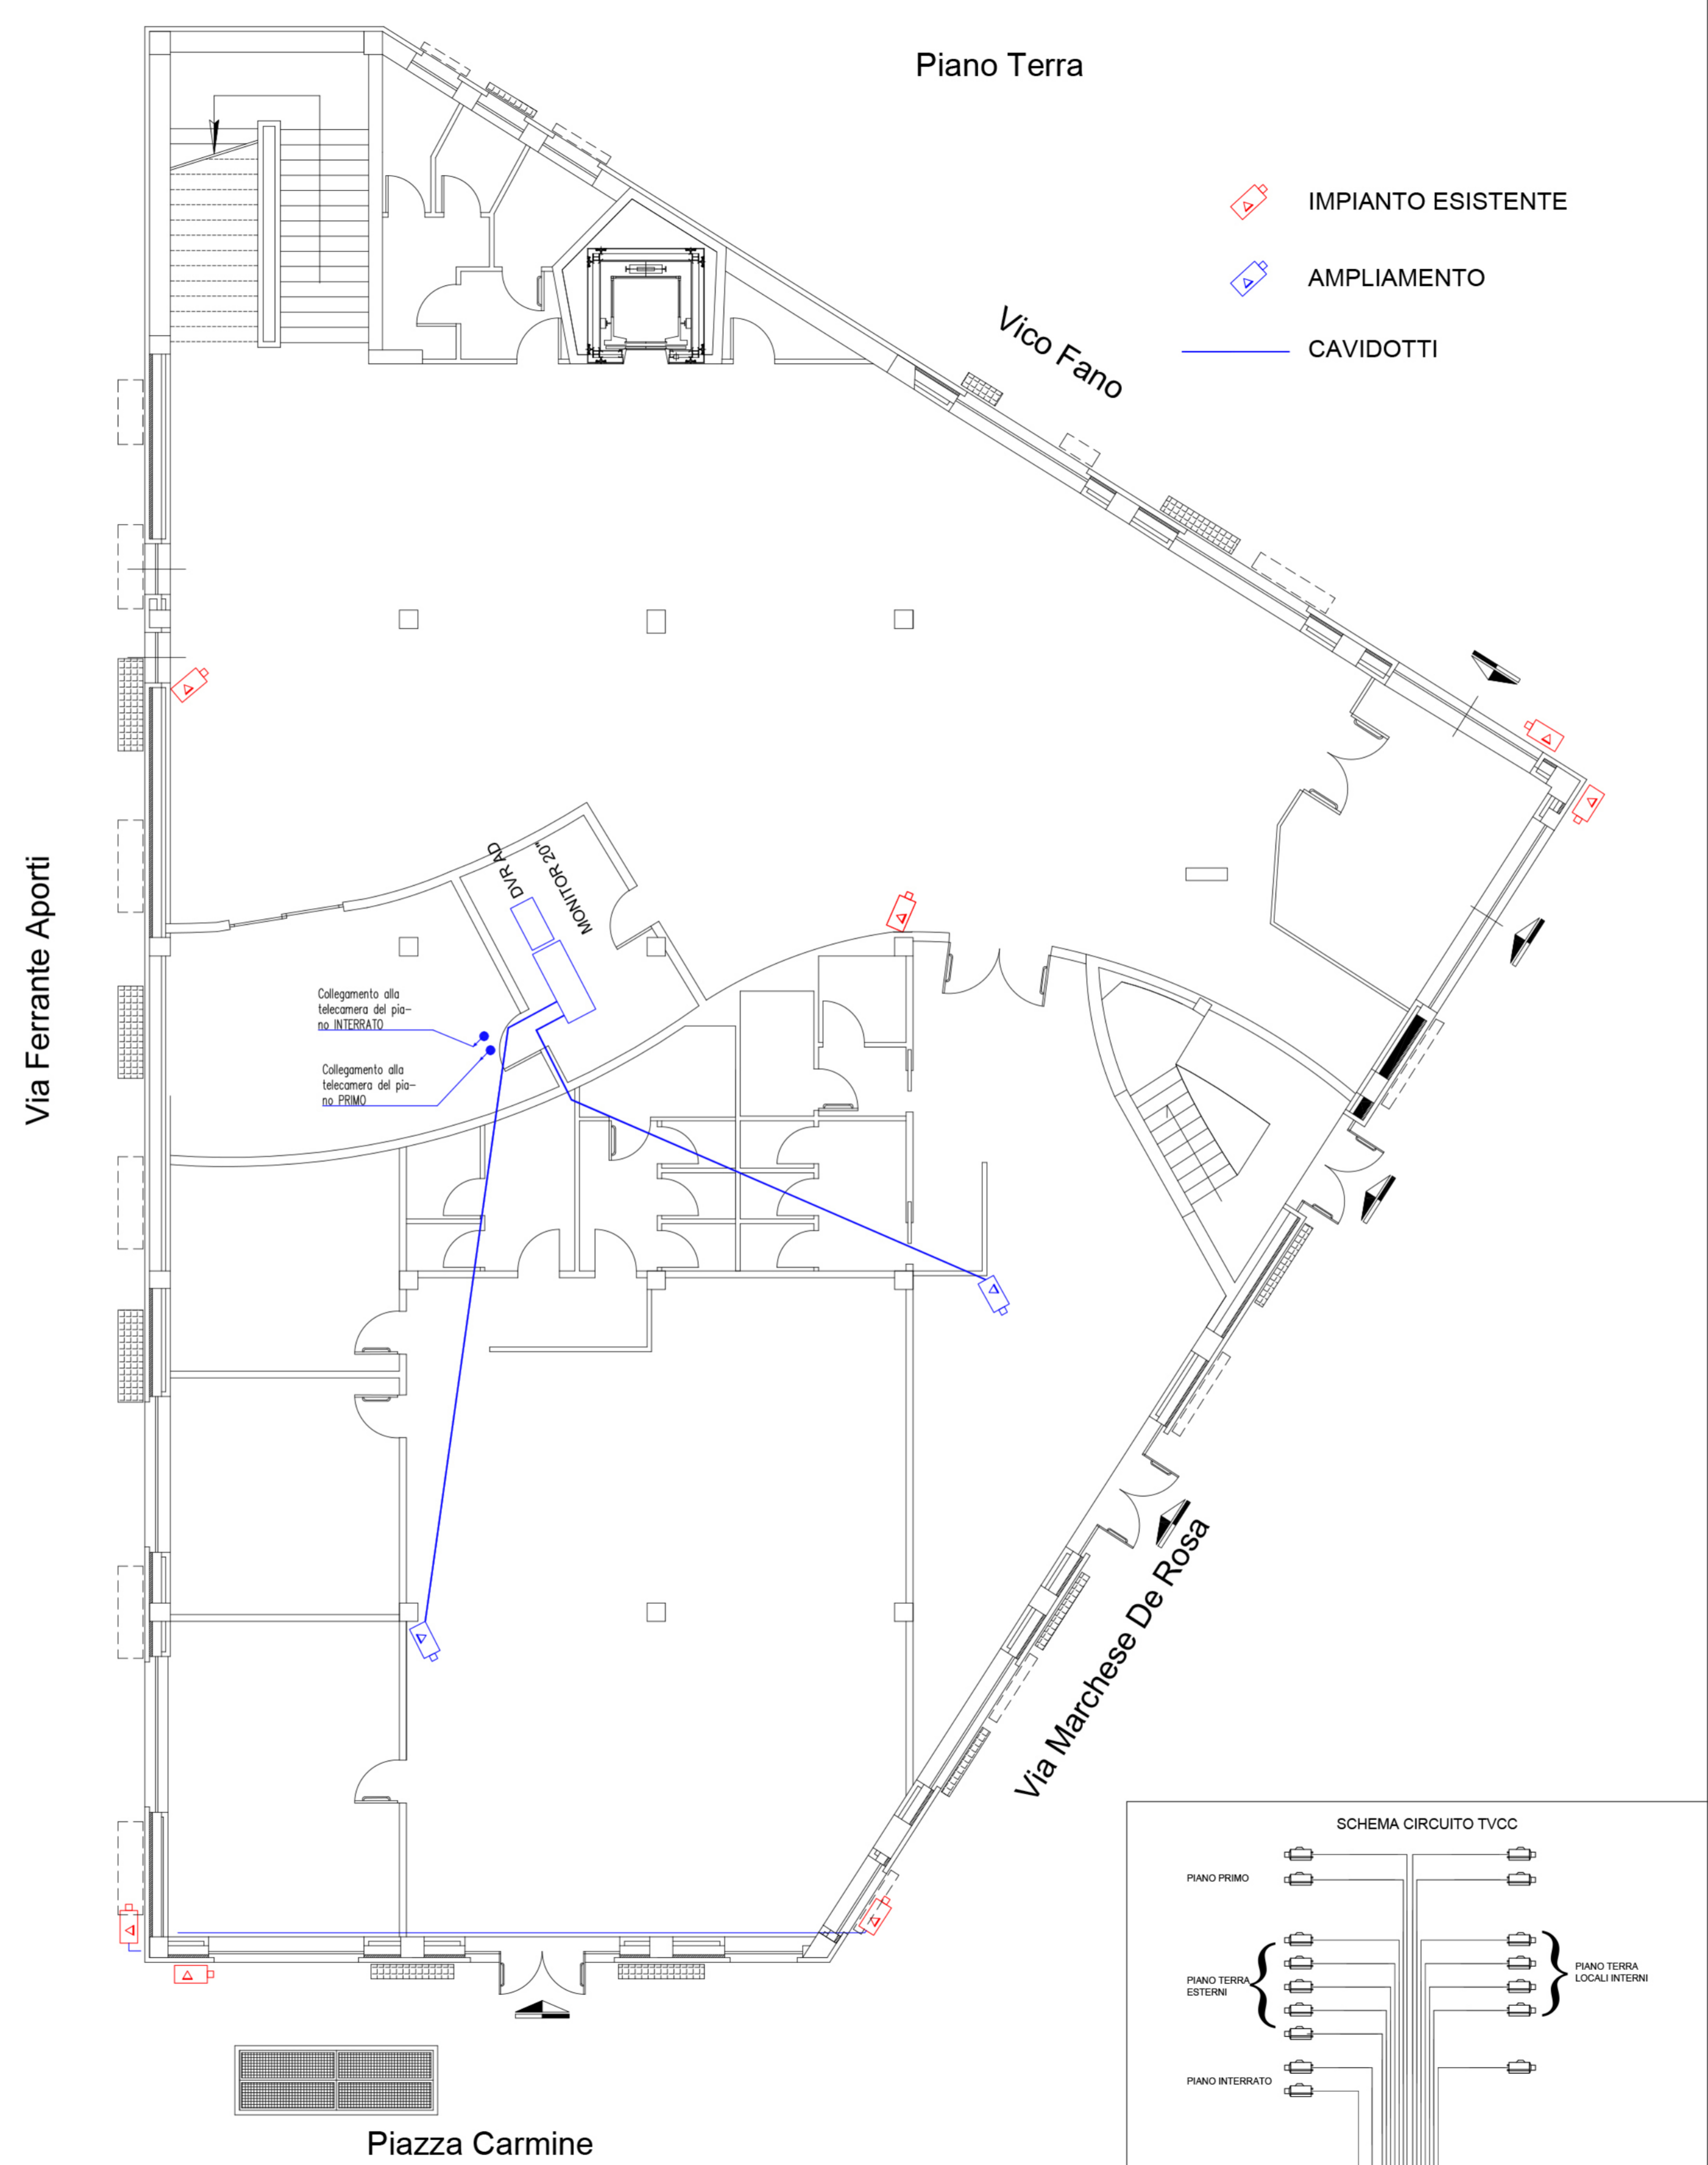 Piano Terra
IMPIANTO ESISTENTE
AMPLIAMENTO
CAVIDOTTI
Vico Fano
Via Ferrante Aporti
DVR AD
MONITOR 20"
Collegamento alla
telecamera del pia-
no INTERRATO
Collegamento alla
telecamera del pia-
no PRIMO
Via Marchese De Rosa
Piazza Carmine
SCHEMA CIRCUITO TVCC
PIANO PRIMO
PIANO TERRA
ESTERNI
PIANO TERRA
LOCALI INTERNI
PIANO INTERRATO